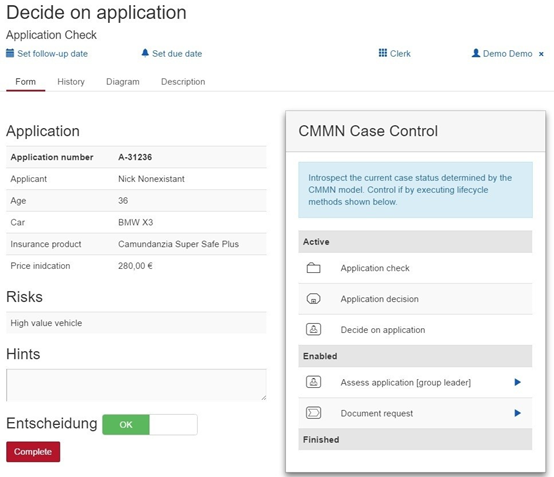 Decide on application
Application Check
Set follow-up date
Set due date
Clerk
Demo Demo ×
Form
History
Diagram
Description
Application
Application number A-31236
Applicant Nick Nonexistant
Age 36
Car BMW X3
Insurance product Camundanzia Super Safe Plus
Price inidcation 280,00 €
Risks
High value vehicle
Hints
Entscheidung OK
Complete
CMMN Case Control
Introspect the current case status determined by the
CMMN model. Control if by executing lifecycle
methods shown below.
Active
Application check
Application decision
Decide on application
Enabled
Assess application [group leader]
Document request
Finished